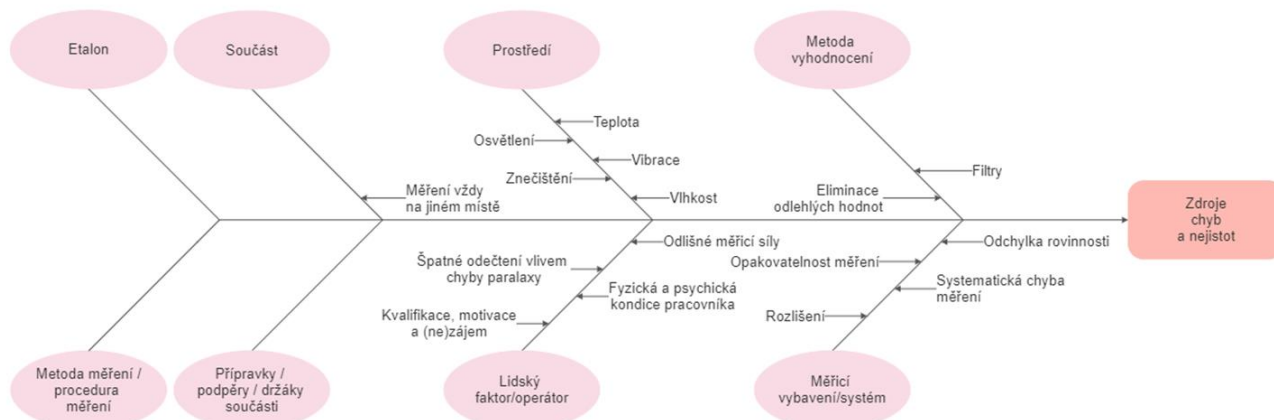 Etalon
Součást
Prostředí
Metoda
vyhodnocení
Teplota
Osvětlení
Vibrace
Znečištění
Vlhkost
Měření vždy
na jiném místě
Filtry
Eliminace
odlehlých hodnot
Zdroje
chyb
a nejistot
Odlišné měřicí síly
Špatné odečtení vlivem
chyby paralaxy
Fyzická a psychická
kondice pracovníka
Kvalifikace, motivace
a (ne)zájem
Odchylka rovinnosti
Opakovatelnost měření
Systematická chyba
měření
Rozlišení
Metoda měření /
procedura
měření
Přípravky /
podpěry / držáky
součásti
Lidský
faktor/operátor
Měřicí
vybavení/systém